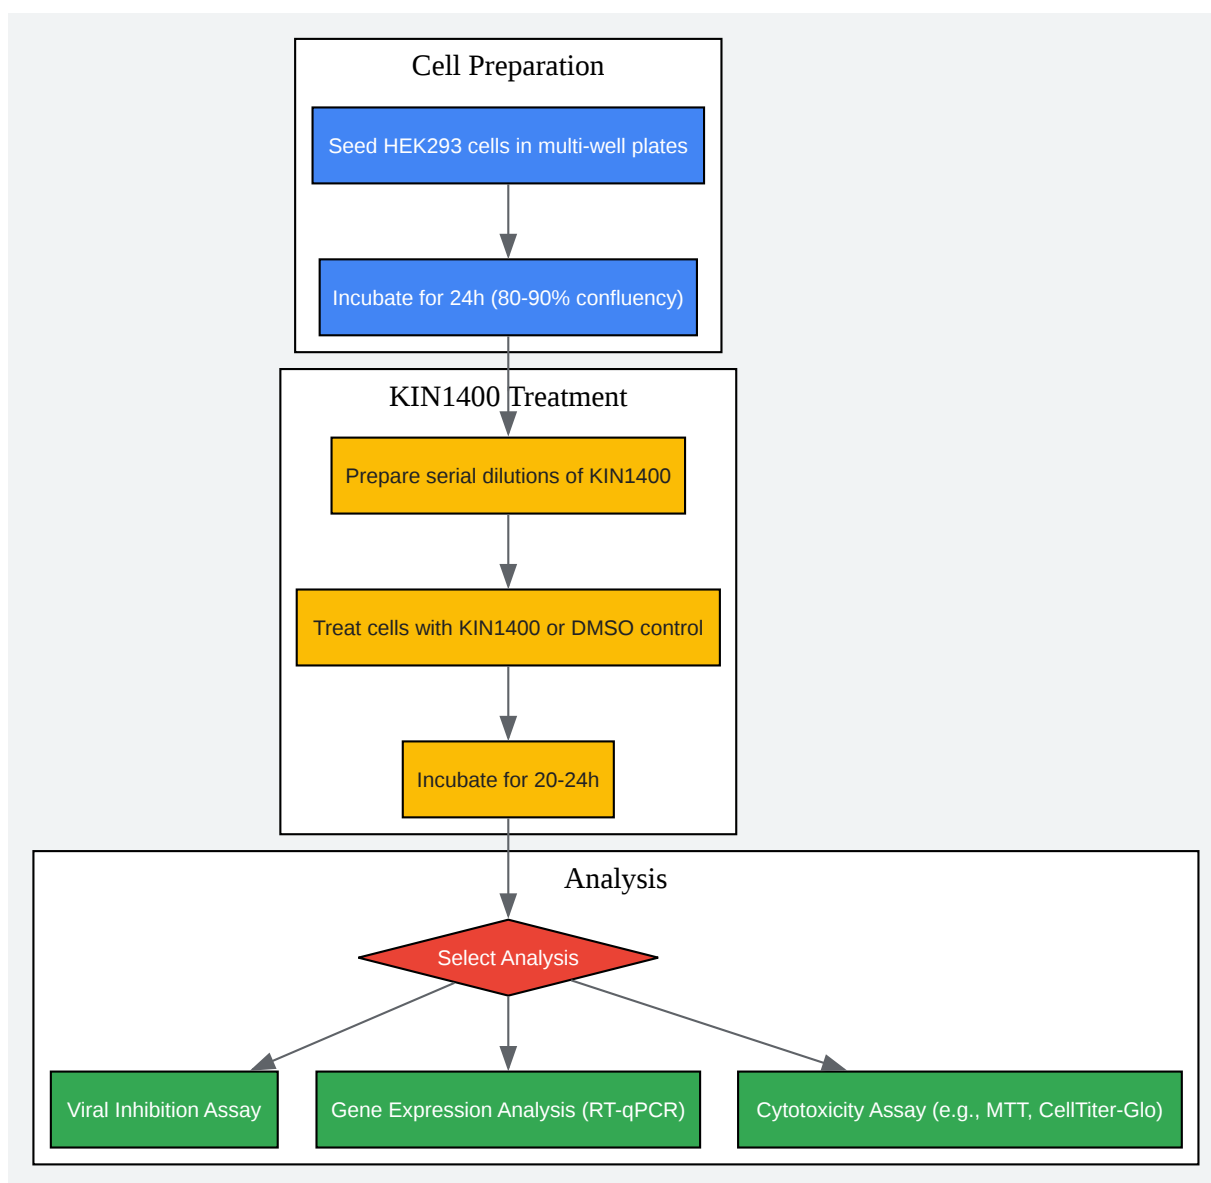 Cell Preparation
Seed HEK293 cells in multi-well plates
Incubate for 24h (80-90% confluency)
KIN1400 Treatment
Prepare serial dilutions of KIN1400
Treat cells with KIN1400 or DMSO control
Incubate for 20-24h
Analysis
Select Analysis
Viral Inhibition Assay
Gene Expression Analysis (RT-qPCR)
Cytotoxicity Assay (e.g., MTT, CellTiter-Glo)